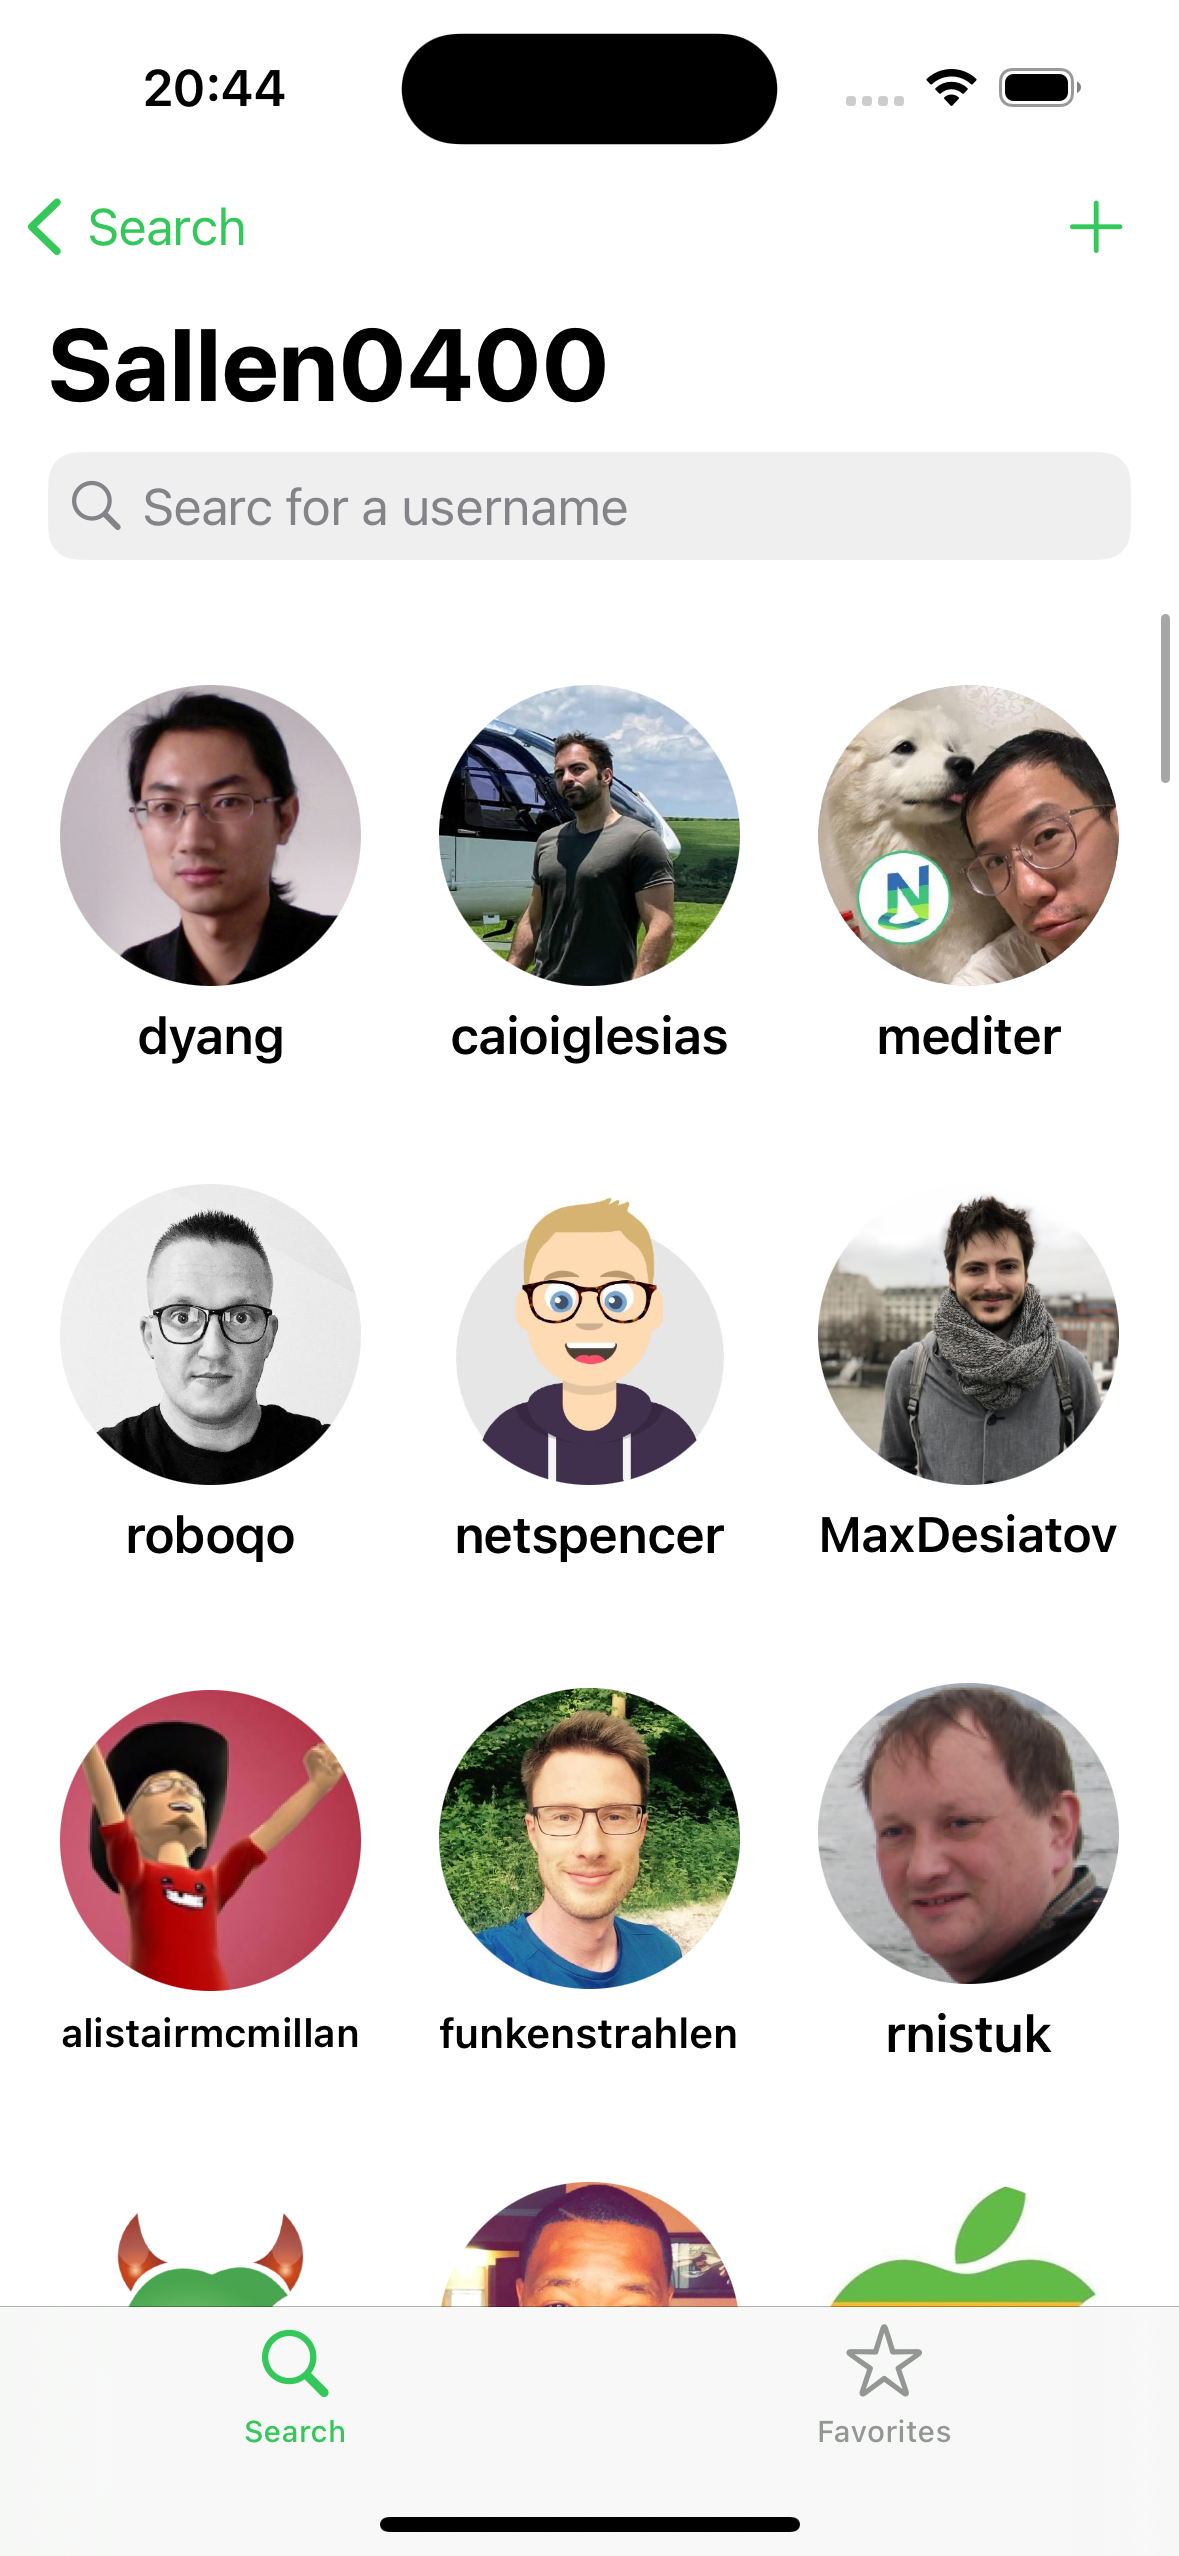 20:44
Search
Sallen0400
Searc for a username
N
dyang caioiglesias mediter
roboqo netspencer MaxDesiatov
alistairmcmillan funkenstrahlen rnistuk
Search Favorites